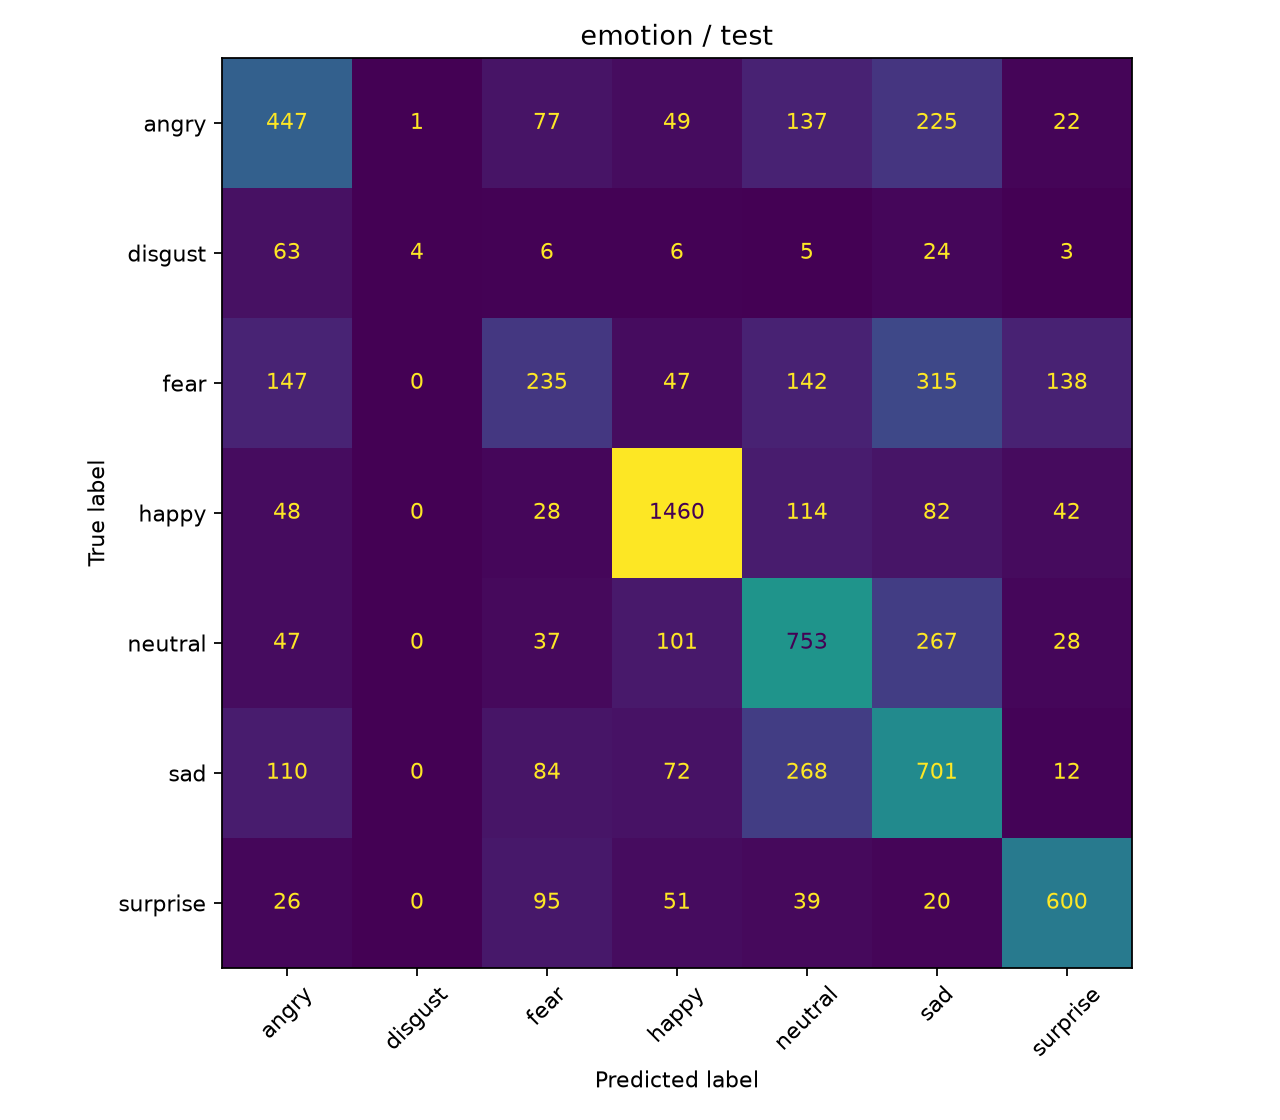 emotion / test
angry 447 1 77 49 137 225 22
disgust 63 4 6 6 5 24 3
fear 147 0 235 47 142 315 138
happy 48 0 28 1460 114 82 42
neutral 47 0 37 101 753 267 28
sad 110 0 84 72 268 701 12
surprise 26 0 95 51 39 20 600
True label
angry disgust fear happy neutral sad surprise
Predicted label